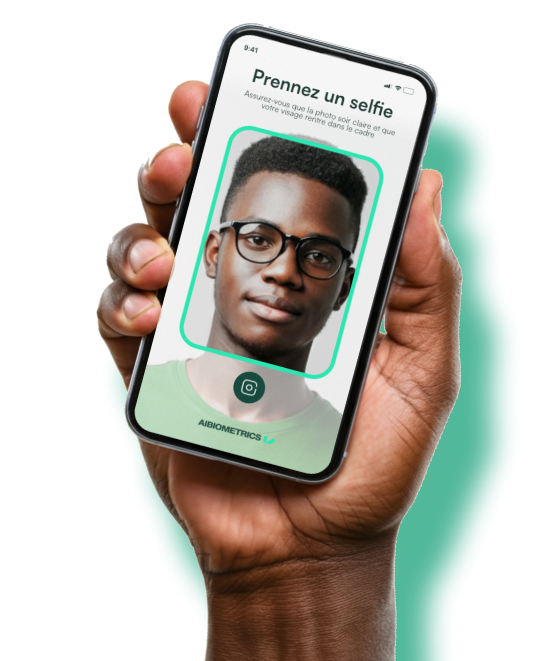 9:41
Prennez un selfie
Assurez-vous que la photo soir claire et que
votre visage rentre dans le cadre
AIBIOMETRICS